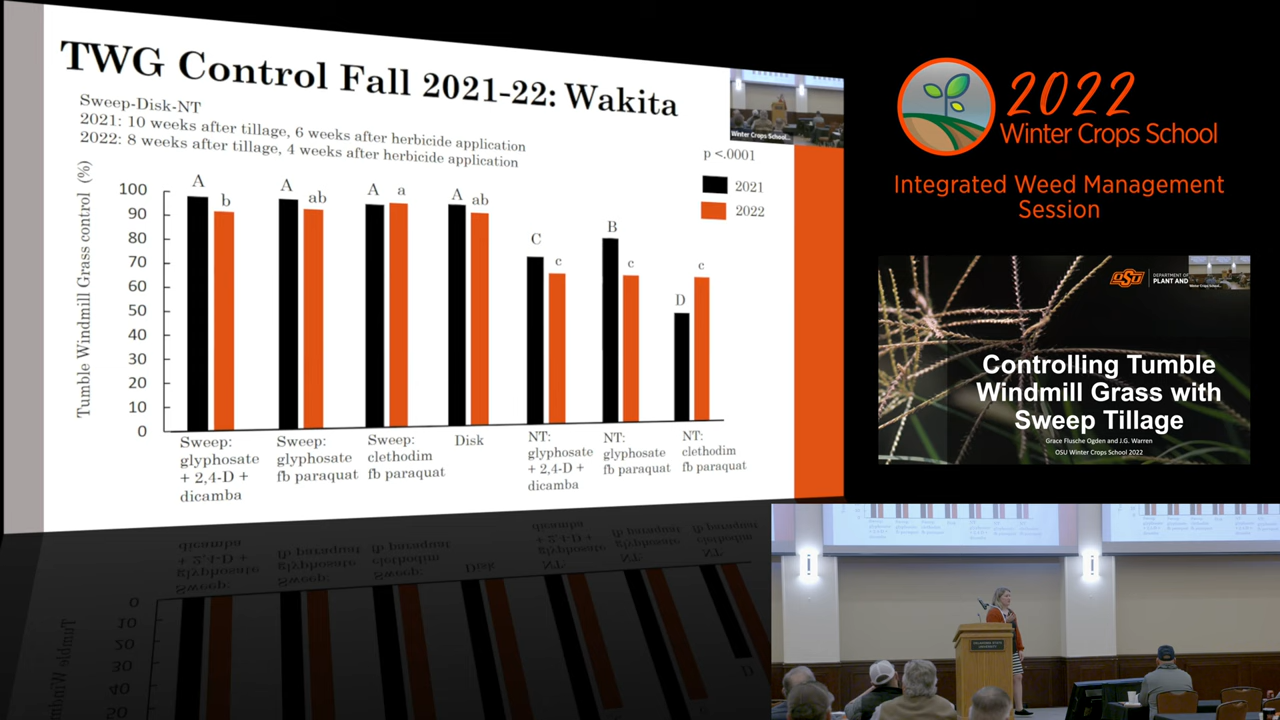 TWG Control Fall 2021-22: Wakita
Sweep-Disk-NT
2021: 10 weeks after tillage, 6 weeks after herbicide application
2022: 8 weeks after tillage, 4 weeks after herbicide application
Winter Crops School...
p <.0001
2021
2022
Tumble Windmill Grass control (%)
100
90
80
70
60
50
40
30
20
10
0
A
b
A
ab
A
a
A
ab
C
c
B
c
D
c
Sweep:
glyphosate
+ 2,4-D +
dicamba
Sweep:
glyphosate
fb paraquat
Sweep:
clethodim
fb paraquat
Disk
NT:
glyphosate
+ 2,4-D +
dicamba
NT:
glyphosate
fb paraquat
NT:
clethodim
fb paraquat
2022
Winter Crops School
Integrated Weed Management
Session
OSU
DEPARTMENT OF
PLANT AND
Winter Crops School...
Controlling Tumble
Windmill Grass with
Sweep Tillage
Grace Flusche Ogden and J.G. Warren
OSU Winter Crops School 2022